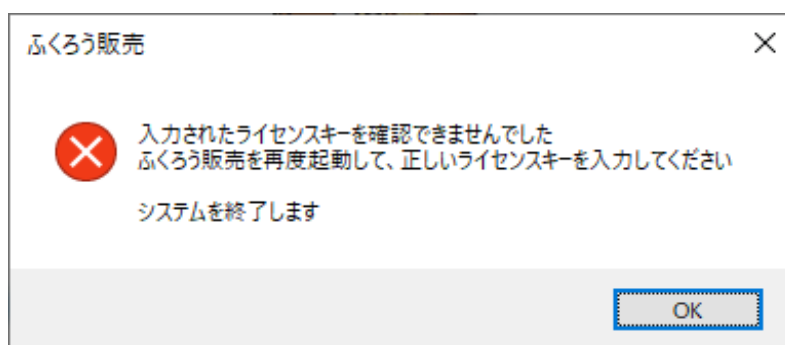 ふくろう販売
入力されたライセンスキーを確認できませんでした
ふくろう販売を再度起動して、正しいライセンスキーを入力してください
システムを終了します
OK